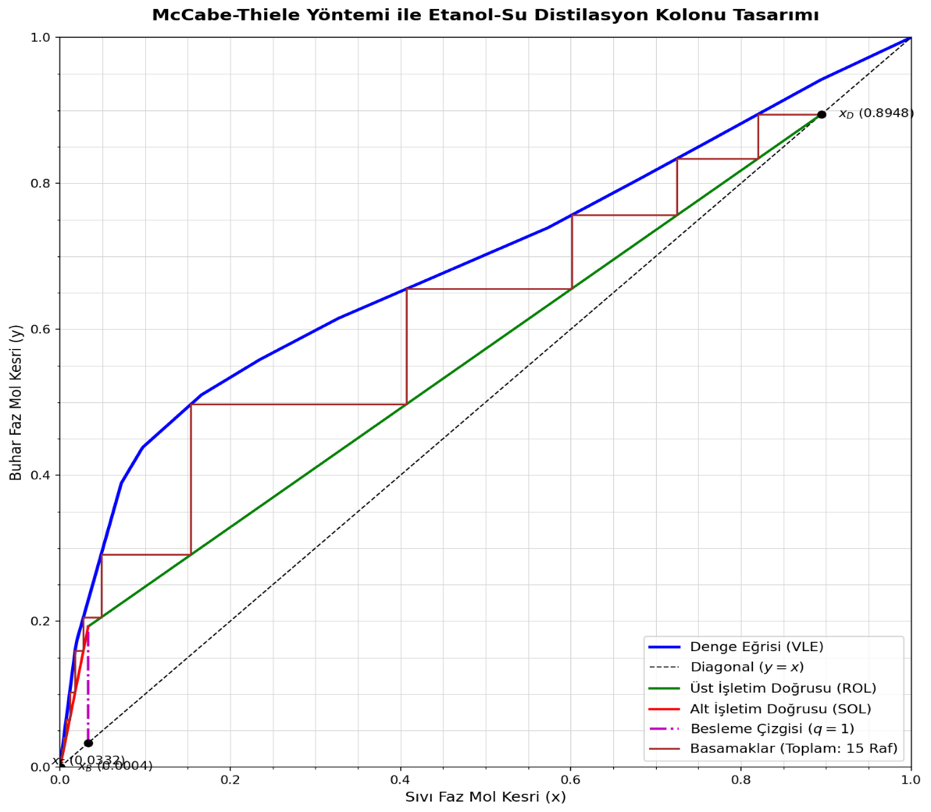 McCabe-Thiele Yöntemi ile Etanol-Su Distilasyon Kolonu Tasarımı
Buhar Faz Mol Kesri (y)
1.0
0.8
0.6
0.4
0.2
0.0
x_D (0.8948)
x_F (0.0332)
x_B (0.0004)
Denge Eğrisi (VLE)
Diagonal (y = x)
Üst İşletim Doğrusu (ROL)
Alt İşletim Doğrusu (SOL)
Besleme Çizgisi (q = 1)
Basamaklar (Toplam: 15 Raf)
0.0 0.2 0.4 0.6 0.8 1.0
Sıvı Faz Mol Kesri (x)